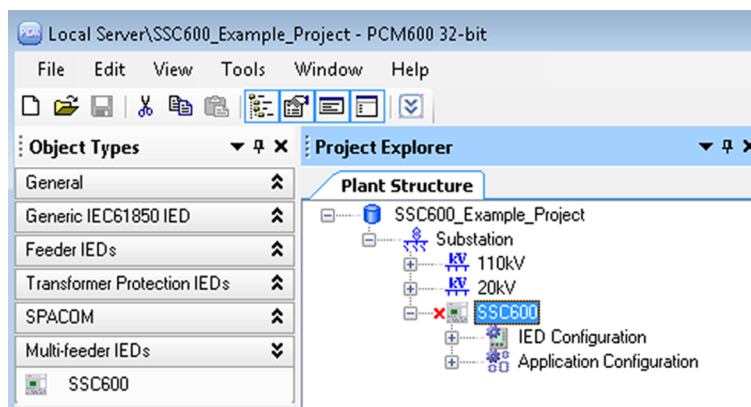 Local Server\SSC600_Example_Project - PCM600 32-bit
File Edit View Tools Window Help
Object Types
General
Generic IEC61850 IED
Feeder IEDs
Transformer Protection IEDs
SPACOM
Multi-feeder IEDs
SSC600
Project Explorer
Plant Structure
SSC600_Example_Project
Substation
kV 110kV
kV 20kV
SSC600
IED Configuration
Application Configuration